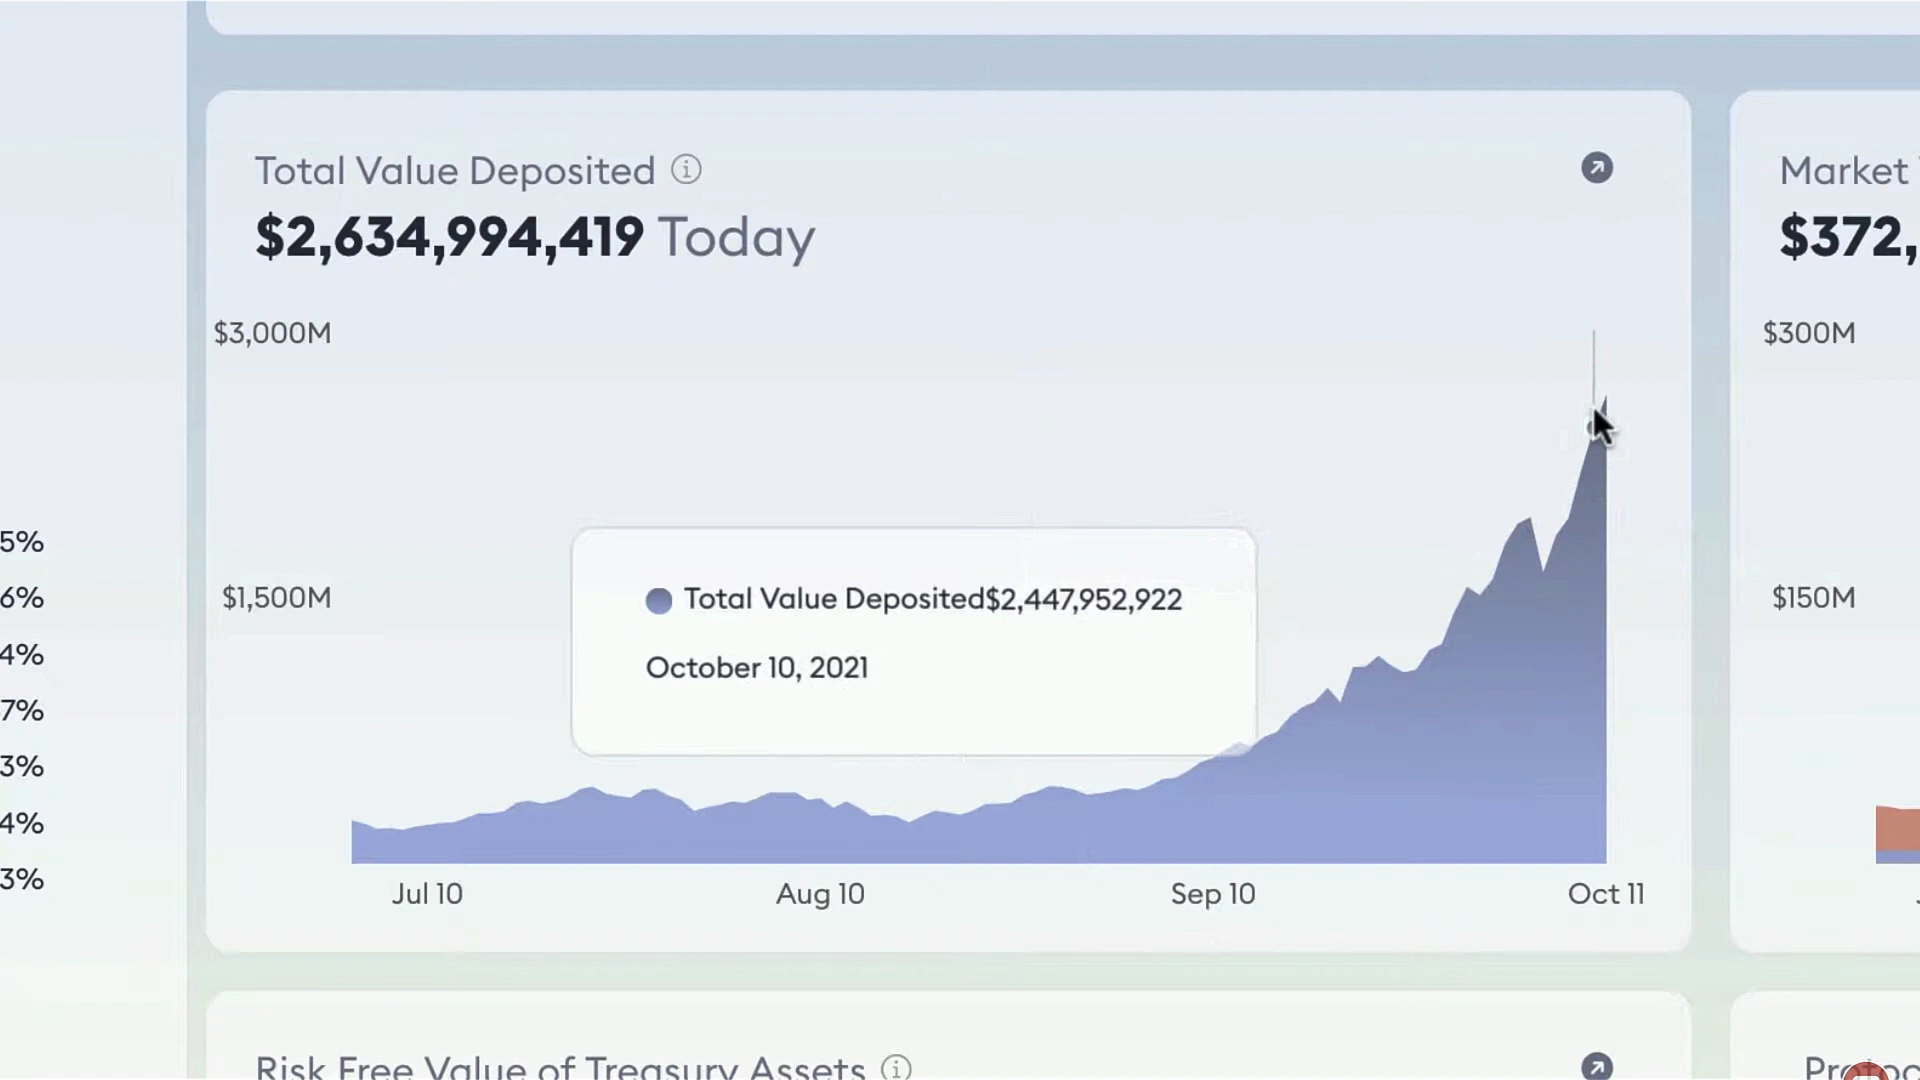 Total Value Deposited
$2,634,994,419 Today
$3,000M
$1,500M
Total Value Deposited$2,447,952,922
October 10, 2021
Jul 10
Aug 10
Sep 10
Oct 11
Market
$372,
$300M
$150M
5%
6%
4%
7%
3%
4%
3%
Risk Free Value of Treasury Assets